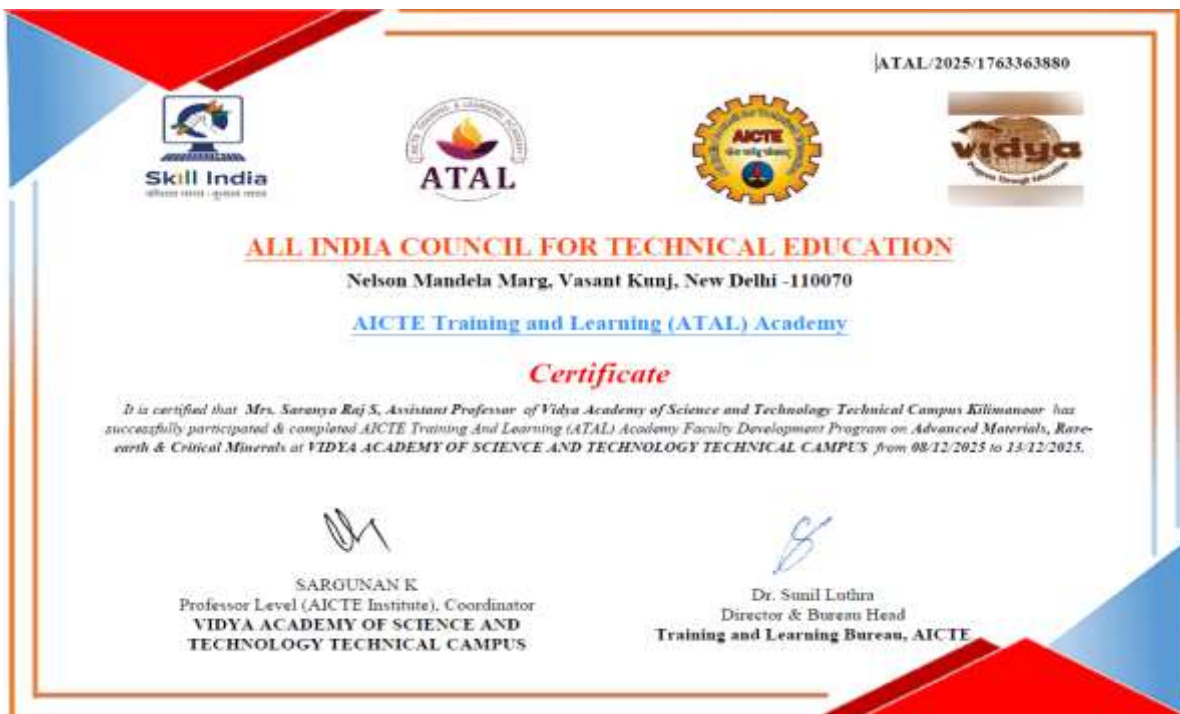 ATAL/2025/1763363880
Skill India
ATAL
AICTE
vidya
ALL INDIA COUNCIL FOR TECHNICAL EDUCATION
Nelson Mandela Marg, Vasant Kunj, New Delhi -110070
AICTE Training and Learning (ATAL) Academy
Certificate
It is certified that Mrs. Saranya Raj S, Assistant Professor of Vidya Academy of Science and Technology Technical Campus Kilimanoor has
successfully participated & completed AICTE Training And Learning (ATAL) Academy Faculty Development Program on Advanced Materials, Rare-
earth & Critical Minerals at VIDYA ACADEMY OF SCIENCE AND TECHNOLOGY TECHNICAL CAMPUS from 08/12/2025 to 13/12/2025.
SARGUNAN K
Professor Level (AICTE Institute), Coordinator
VIDYA ACADEMY OF SCIENCE AND
TECHNOLOGY TECHNICAL CAMPUS
Dr. Sunil Luthra
Director & Bureau Head
Training and Learning Bureau, AICTE